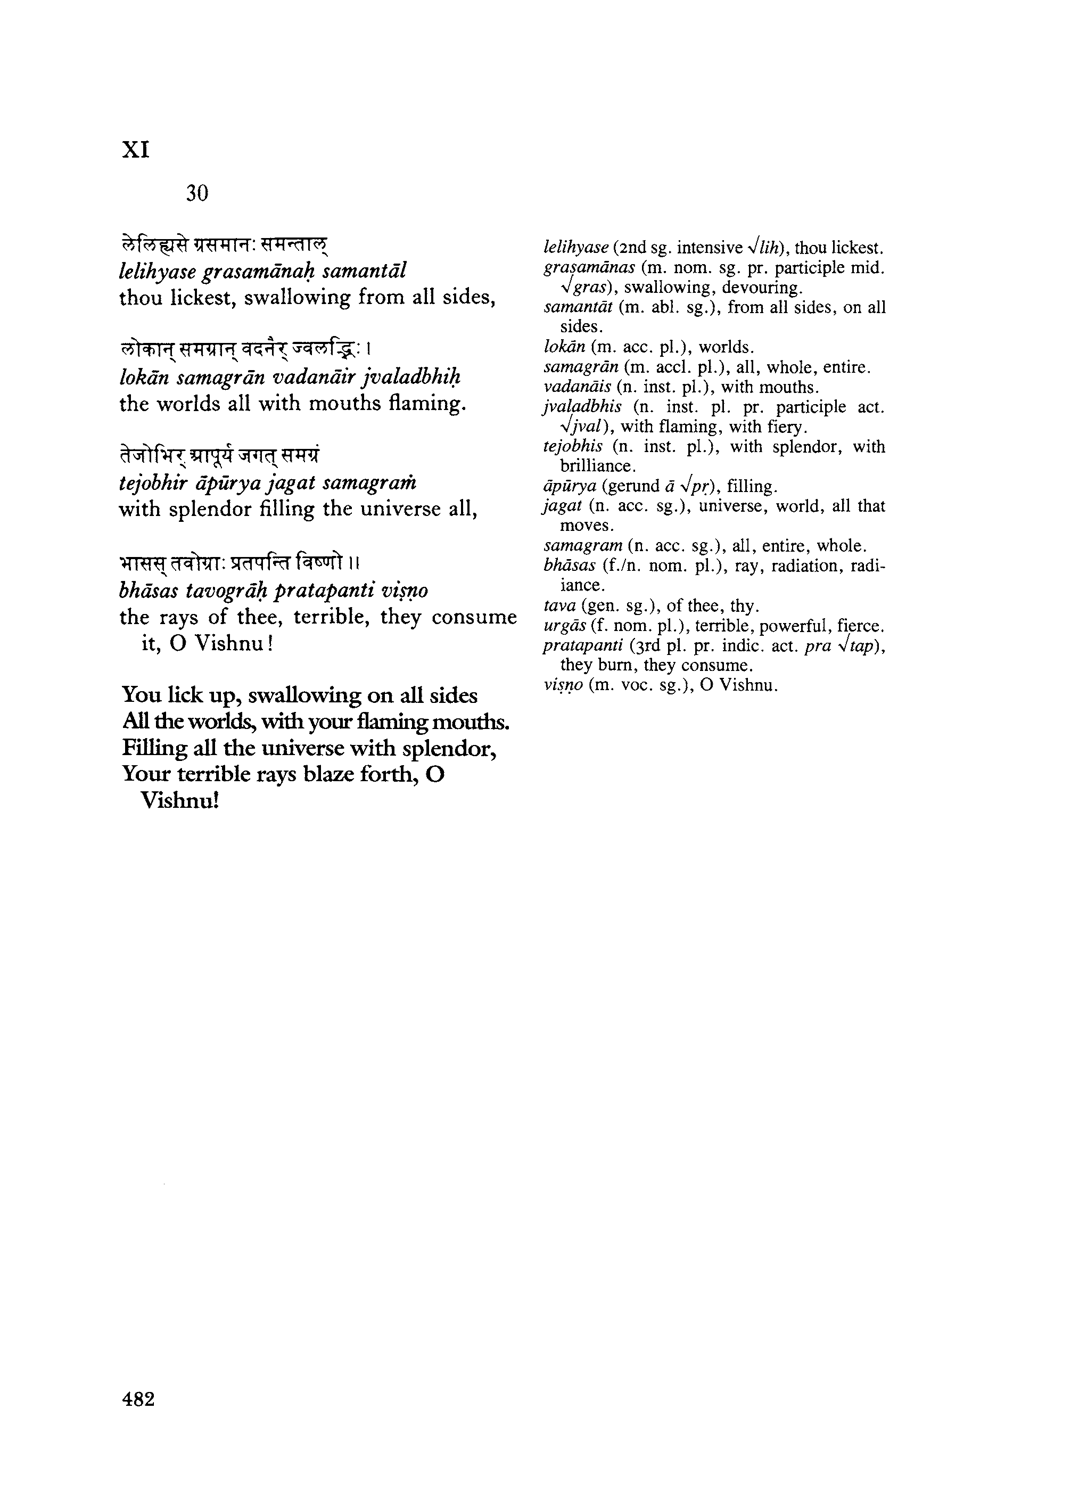 XI
30
लेलिह्यसे ग्रसमानः समन्ताल्
lelihyase grasamānaḥ samantāl
thou lickest, swallowing from all sides,
लोकान् समग्रान् वदनैर् ज्वलद्भिः।
lokān samagrān vadanāir jvaladbhiḥ
the worlds all with mouths flaming.
तेजोभिर् आपूर्य जगत् समग्रं
tejobhir āpūrya jagat samagraṁ
with splendor filling the universe all,
भासस् तवोग्राः प्रतपन्ति विष्णो॥
bhāsas tavogrāḥ pratapanti viṣṇo
the rays of thee, terrible, they consume
it, O Vishnu!
You lick up, swallowing on all sides
All the worlds, with your flaming mouths.
Filling all the universe with splendor,
Your terrible rays blaze forth, O
Vishnu!
lelihyase (2nd sg. intensive √lih), thou lickest.
graṣamānas (m. nom. sg. pr. participle mid.
√gras), swallowing, devouring.
samantāt (m. abl. sg.), from all sides, on all
sides.
lokān (m. acc. pl.), worlds.
samagrān (m. accl. pl.), all, whole, entire.
vadanāis (n. inst. pl.), with mouths.
jvaladbhis (n. inst. pl. pr. participle act.
√jval), with flaming, with fiery.
tejobhis (n. inst. pl.), with splendor, with
brilliance.
āpūrya (gerund ā √pṛ), filling.
jagat (n. acc. sg.), universe, world, all that
moves.
samagram (n. acc. sg.), all, entire, whole.
bhāsas (f./n. nom. pl.), ray, radiation, radi-
iance.
tava (gen. sg.), of thee, thy.
urgās (f. nom. pl.), terrible, powerful, fierce.
pratapanti (3rd pl. pr. indic. act. pra √tap),
they burn, they consume.
viṣṇo (m. voc. sg.), O Vishnu.
482